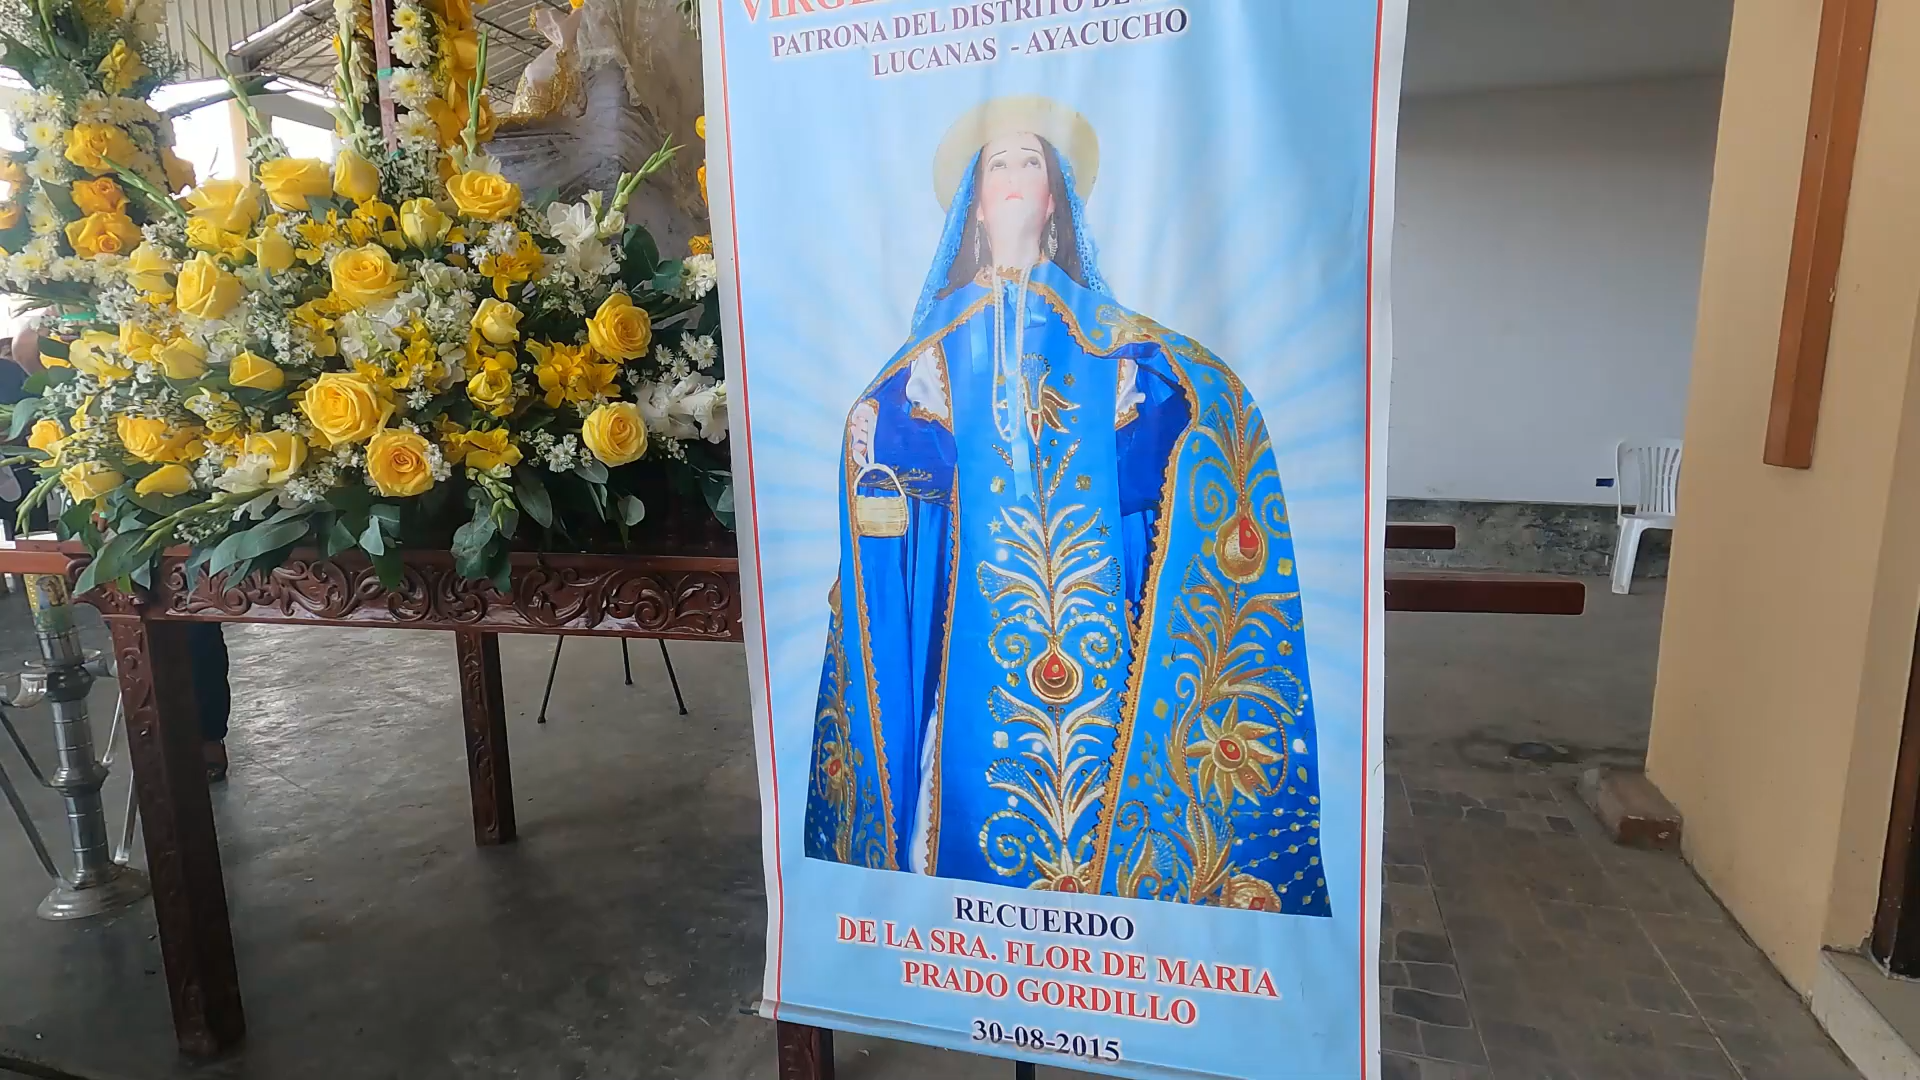 PATRONA DEL DISTRITO DE
LUCANAS - AYACUCHO
RECUERDO
DE LA SRA. FLOR DE MARIA
PRADO GORDILLO
30-08-2015